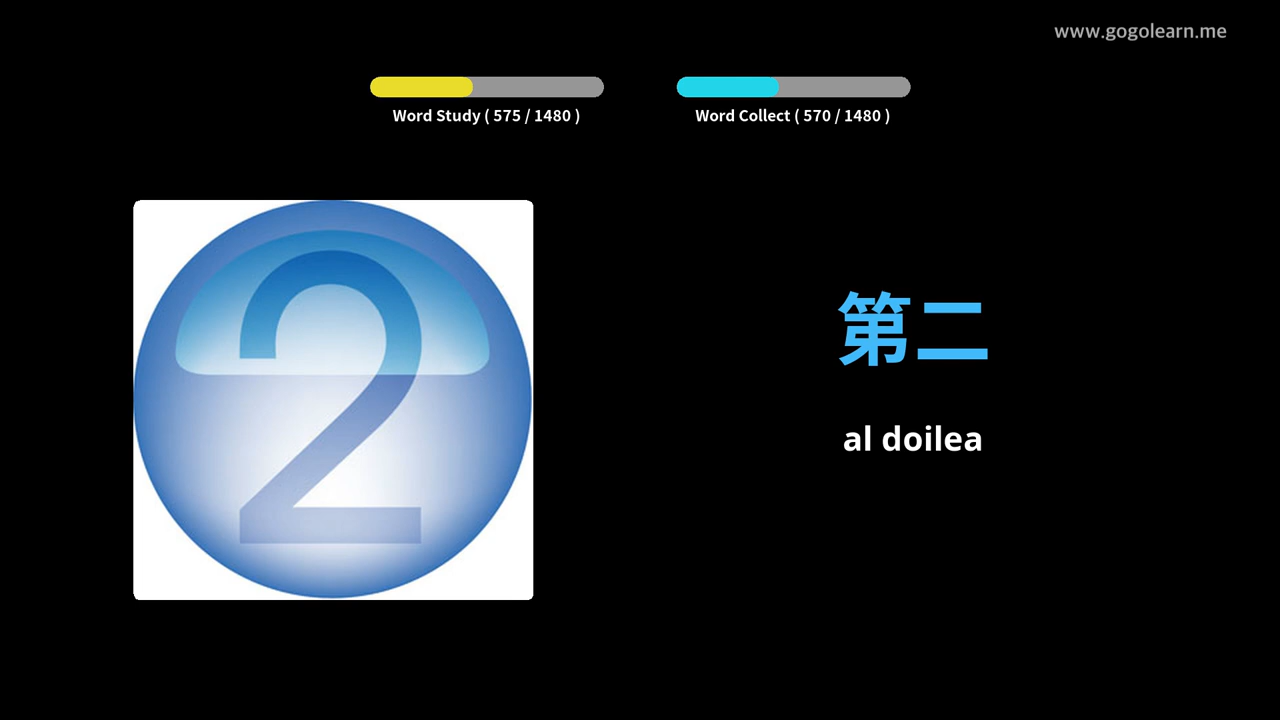 www.gogolearn.me
Word Study ( 575 / 1480 )
Word Collect ( 570 / 1480 )
2
第二
al doilea